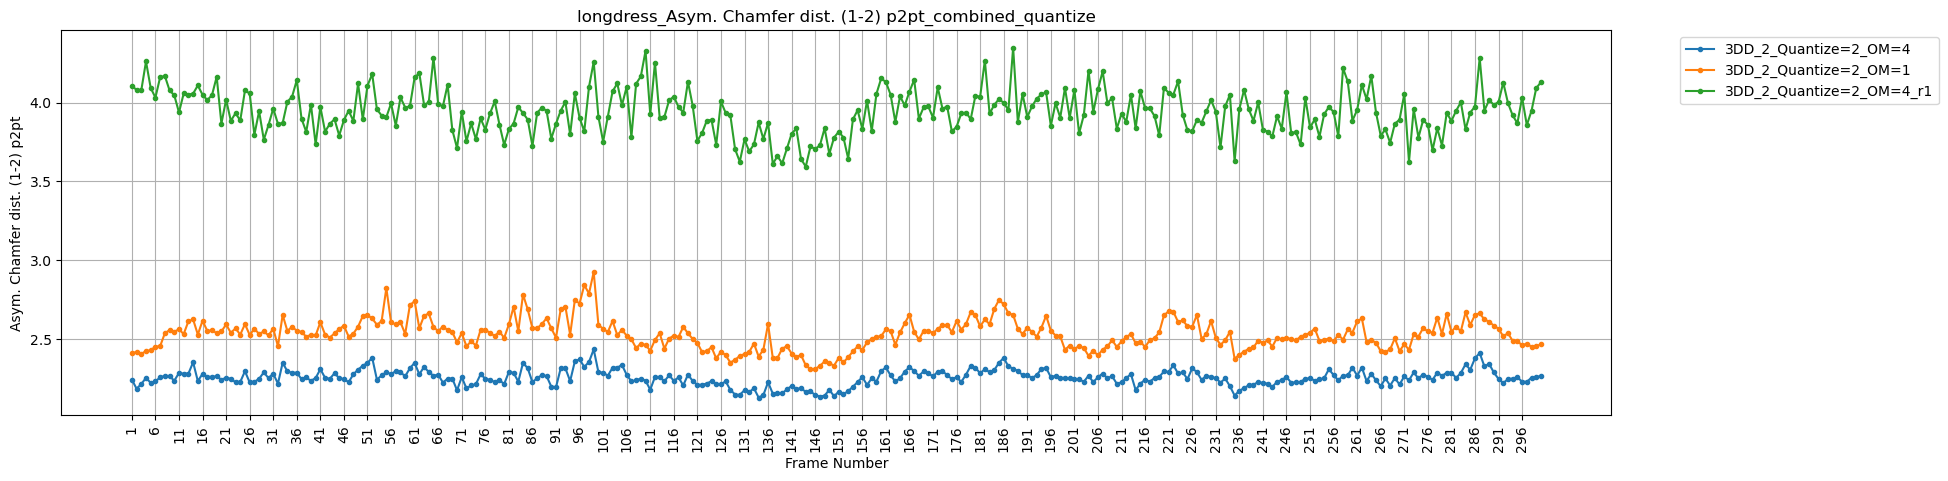 longdress_Asym. Chamfer dist. (1-2) p2pt_combined_quantize
3DD_2_Quantize=2_OM=4
3DD_2_Quantize=2_OM=1
3DD_2_Quantize=2_OM=4_r1
Asym. Chamfer dist. (1-2) p2pt
4.0
3.5
3.0
2.5
1 6 11 16 21 26 31 36 41 46 51 56 61 66 71 76 81 86 91 96 101 106 111 116 121 126 131 136 141 146 151 156 161 166 171 176 181 186 191 196 201 206 211 216 221 226 231 236 241 246 251 256 261 266 271 276 281 286 291 296
Frame Number